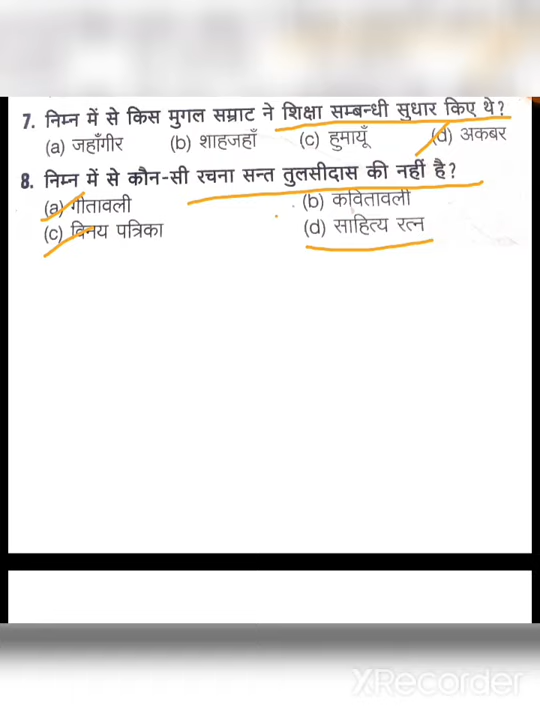 7. निम्न में से किस मुगल सम्राट ने शिक्षा सम्बन्धी सुधार किए थे?
(a) जहाँगीर (b) शाहजहाँ (c) हुमायूँ (d) अकबर
8. निम्न में से कौन-सी रचना सन्त तुलसीदास की नहीं है?
(a) गीतावली (b) कवितावली
(c) विनय पत्रिका (d) साहित्य रत्न
XRecorder